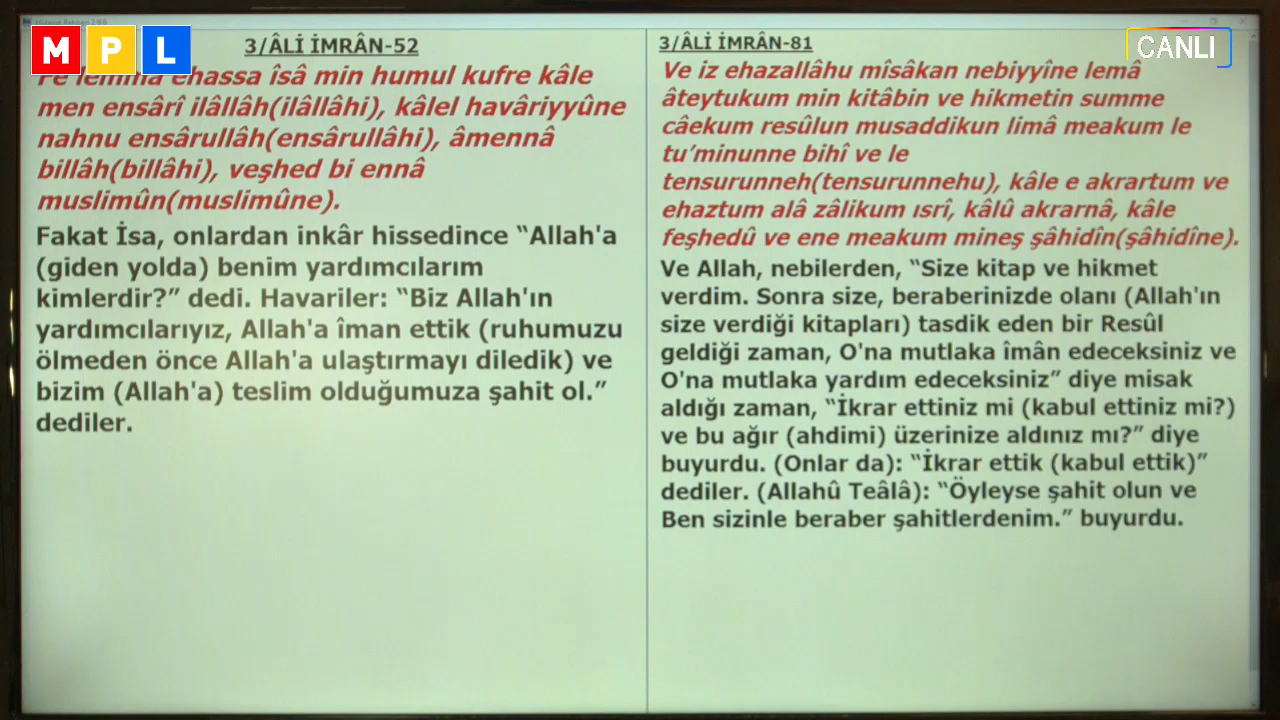 MPL
CANLI
3/ÂLİ İMRÂN-52
Fe lemmâ ehassa îsâ min humul kufre kâle
men ensârî ilâllâh(ilâllâhi), kâlel havâriyyûne
nahnu ensârullâh(ensârullâhi), âmennâ
billâh(billâhi), veşhed bi ennâ
muslimûn(muslimûne).
Fakat İsa, onlardan inkâr hissedince “Allah'a
(giden yolda) benim yardımcılarım
kimlerdir?” dedi. Havariler: “Biz Allah'ın
yardımcılarıyız, Allah'a îman ettik (ruhumuzu
ölmeden önce Allah'a ulaştırmayı diledik) ve
bizim (Allah'a) teslim olduğumuza şahit ol.”
dediler.
3/ÂLİ İMRÂN-81
Ve iz ehazallâhu mîsâkan nebiyyîne lemâ
âteytukum min kitâbin ve hikmetin summe
câekum resûlun musaddikun limâ meakum le
tu’minunne bihî ve le
tensurunneh(tensurunnehu), kâle e akrartum ve
ehaztum alâ zâlikum ısrî, kâlû akrarnâ, kâle
feşhedû ve ene meakum mineş şâhidîn(şâhidîne).
Ve Allah, nebilerden, “Size kitap ve hikmet
verdim. Sonra size, beraberinizde olanı (Allah'ın
size verdiği kitapları) tasdik eden bir Resûl
geldiği zaman, O'na mutlaka îmân edeceksiniz ve
O'na mutlaka yardım edeceksiniz” diye misak
aldığı zaman, “İkrar ettiniz mi (kabul ettiniz mi?)
ve bu ağır (ahdimi) üzerinize aldınız mı?” diye
buyurdu. (Onlar da): “İkrar ettik (kabul ettik)”
dediler. (Allahû Teâlâ): “Öyleyse şahit olun ve
Ben sizinle beraber şahitlerdenim.” buyurdu.